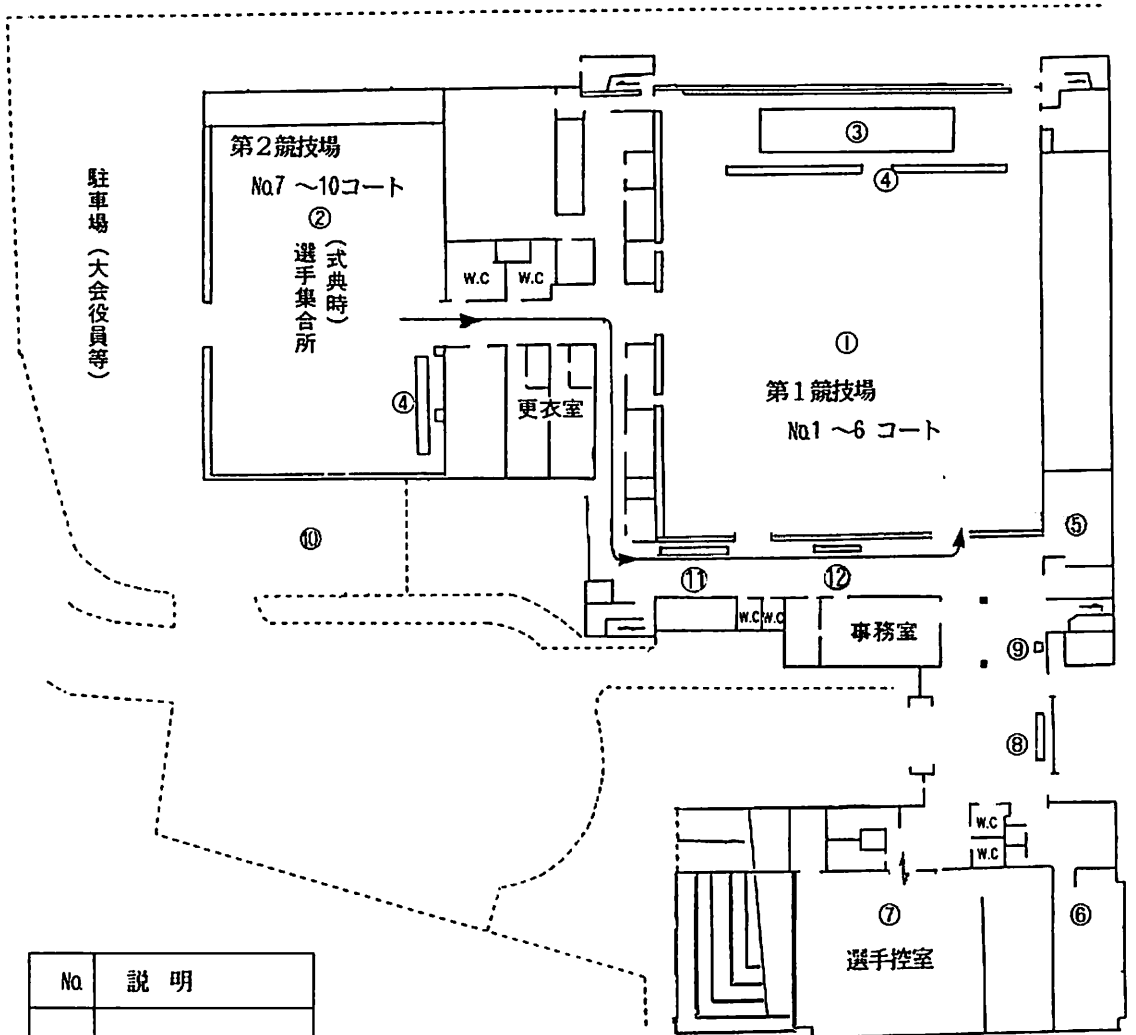 ③
第2競技場
No.7 ～10コート
④
②
(式典時)
選手集合所
駐車場(大会役員等)
W.C
W.C
①
第1競技場
No.1 ～6 コート
④
更衣室
⑤
⑩
⑪
⑫
W.C
W.C
事務室
⑨
⑧
W.C
W.C
⑦
⑥
選手控室
No. 説 明